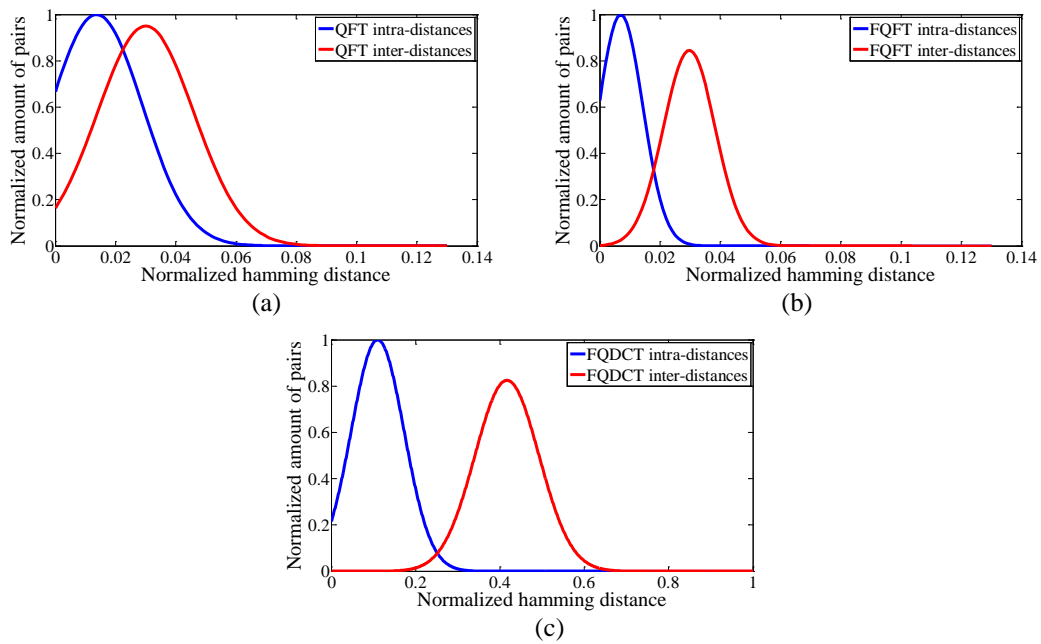 QFT intra-distances
QFT inter-distances
Normalized amount of pairs
1
0.8
0.6
0.4
0.2
0
0 0.02 0.04 0.06 0.08 0.1 0.12 0.14
Normalized hamming distance
(a)
FQFT intra-distances
FQFT inter-distances
Normalized amount of pairs
1
0.8
0.6
0.4
0.2
0
0 0.02 0.04 0.06 0.08 0.1 0.12 0.14
Normalized hamming distance
(b)
FQDCT intra-distances
FQDCT inter-distances
Normalized amount of pairs
1
0.8
0.6
0.4
0.2
0
0 0.2 0.4 0.6 0.8 1
Normalized hamming distance
(c)